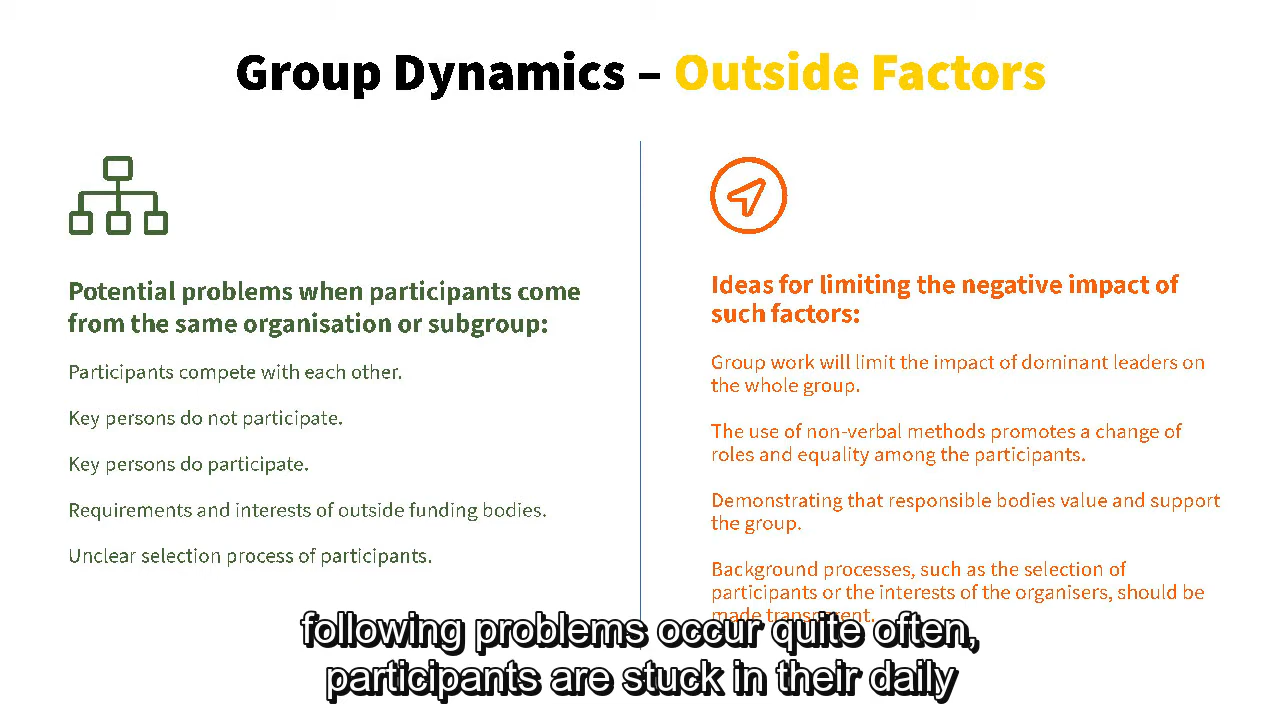 Group Dynamics – Outside Factors
Potential problems when participants come
from the same organisation or subgroup:
Participants compete with each other.
Key persons do not participate.
Key persons do participate.
Requirements and interests of outside funding bodies.
Unclear selection process of participants.
Ideas for limiting the negative impact of
such factors:
Group work will limit the impact of dominant leaders on
the whole group.
The use of non-verbal methods promotes a change of
roles and equality among the participants.
Demonstrating that responsible bodies value and support
the group.
Background processes, such as the selection of
participants or the interests of the organisers, should be
made transparent.
following problems occur quite often,
participants are stuck in their daily